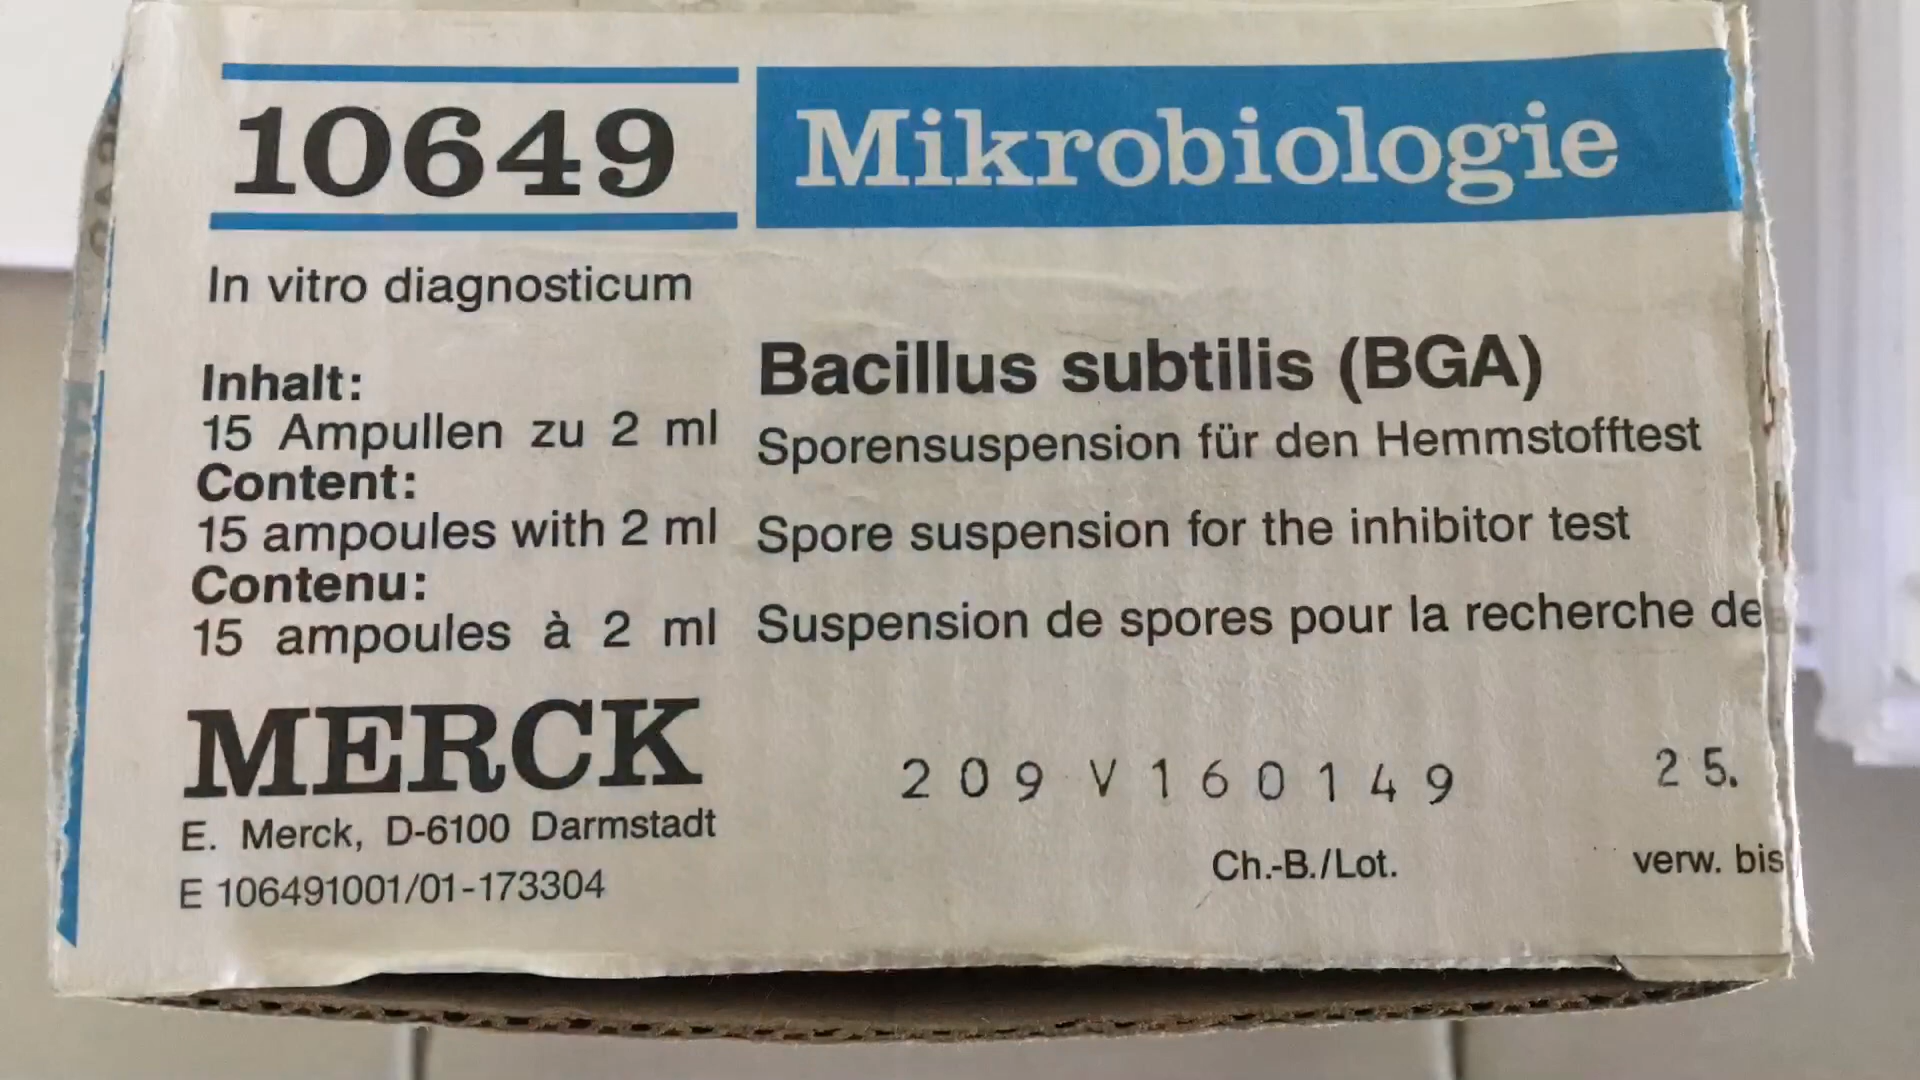 10649
Mikrobiologie
In vitro diagnosticum
Inhalt:
15 Ampullen zu 2 ml
Content:
15 ampoules with 2 ml
Contenu:
15 ampoules à 2 ml
Bacillus subtilis (BGA)
Sporensuspension für den Hemmstofftest
Spore suspension for the inhibitor test
Suspension de spores pour la recherche de
MERCK
E. Merck, D-6100 Darmstadt
E 106491001/01-173304
209 V160149
Ch.-B./Lot.
25.
verw. bis